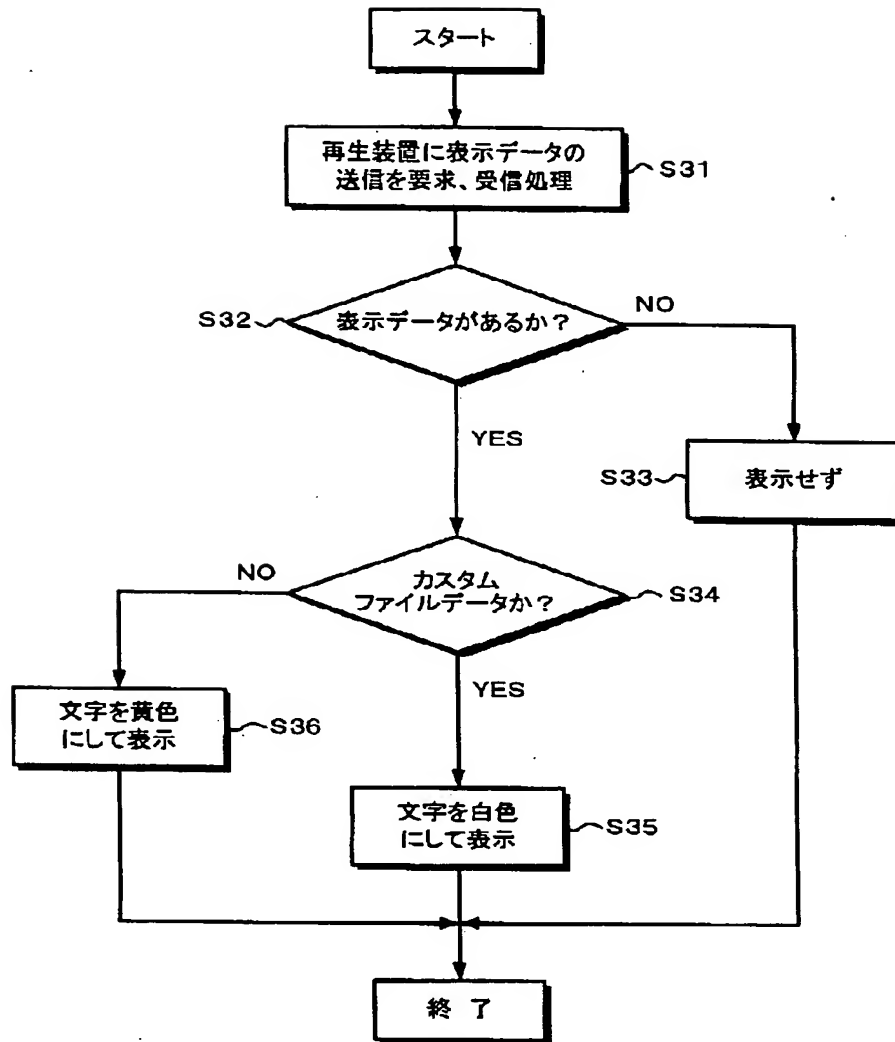 スタート
再生装置に表示データの
送信を要求、受信処理
S31
S32
表示データがあるか?
NO
YES
S33
表示せず
NO
カスタム
ファイルデータか?
S34
YES
文字を黄色
にして表示
S36
文字を白色
にして表示
S35
終 了